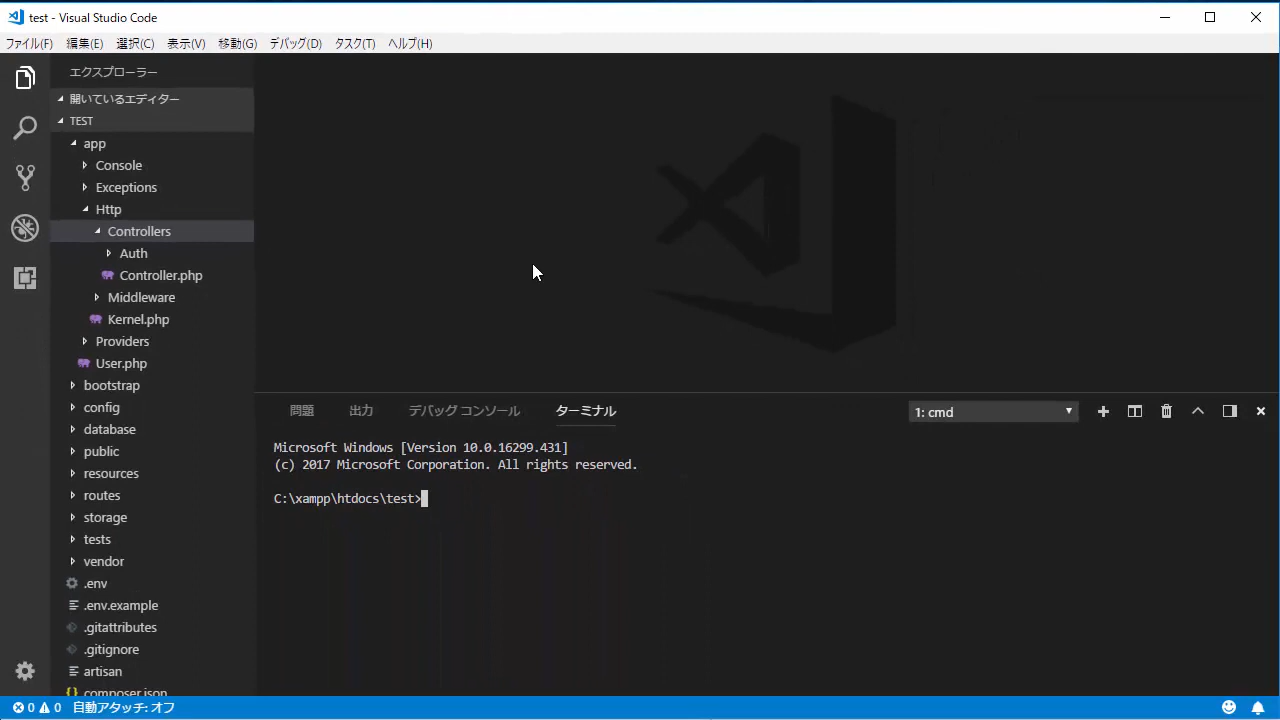 test - Visual Studio Code
ファイル(F) 編集(E) 選択(C) 表示(V) 移動(G) デバッグ(D) タスク(T) ヘルプ(H)
エクスプローラー
開いているエディター
TEST
app
Console
Exceptions
Http
Controllers
Auth
Controller.php
Middleware
Kernel.php
Providers
User.php
bootstrap
config
database
public
resources
routes
storage
tests
vendor
.env
.env.example
.gitattributes
.gitignore
artisan
composer.json
問題 出力 デバッグ コンソール ターミナル 1: cmd
Microsoft Windows [Version 10.0.16299.431]
(c) 2017 Microsoft Corporation. All rights reserved.
C:\xampp\htdocs\test>
0 0 自動アタッチ: オフ